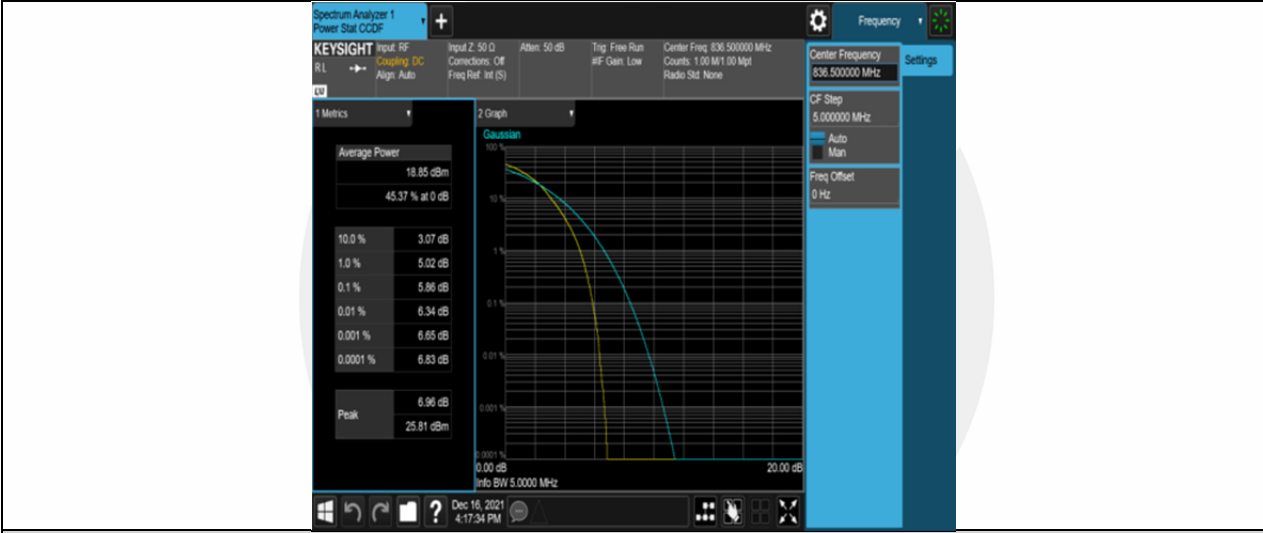 Spectrum Analyzer 1
Power Stat CCDF
Frequency
KEYSIGHT
R L
LV
Input: RF
Coupling: DC
Align: Auto
Input Z: 50 Ω
Corrections: Off
Freq Ref: Int (S)
Atten: 50 dB
Trig: Free Run
#IF Gain: Low
Center Freq: 836.500000 MHz
Counts: 1.00 M/1.00 Mpt
Radio Std: None
Center Frequency
836.500000 MHz
Settings
CF Step
5.000000 MHz
Auto
Man
Freq Offset
0 Hz
1 Metrics
Average Power
18.85 dBm
45.37 % at 0 dB
10.0 % 3.07 dB
1.0 % 5.02 dB
0.1 % 5.86 dB
0.01 % 6.34 dB
0.001 % 6.65 dB
0.0001 % 6.83 dB
Peak
6.96 dB
25.81 dBm
2 Graph
Gaussian
100 %
10 %
1 %
0.1 %
0.01 %
0.001 %
0.0001 %
0.00 dB 20.00 dB
Info BW 5.0000 MHz
Dec 16, 2021
4:17:34 PM